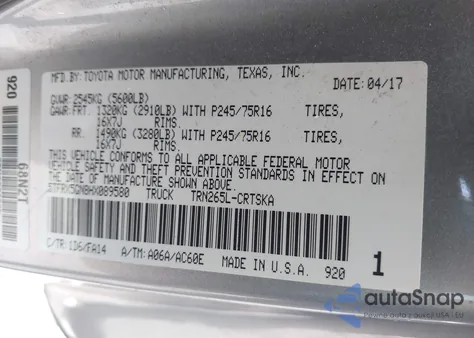 MFD.BY: TOYOTA MOTOR MANUFACTURING, TEXAS, INC.
DATE: 04/17
GVWR: 2545KG (5600LB)
GAWR: FRT. 1320KG (2910LB) WITH P245/75R16 TIRES,
16X7J RIMS.
RR. 1490KG (3280LB) WITH P245/75R16 TIRES,
16X7J RIMS.
THIS VEHICLE CONFORMS TO ALL APPLICABLE FEDERAL MOTOR
VEHICLE SAFETY AND THEFT PREVENTION STANDARDS IN EFFECT ON
THE DATE OF MANUFACTURE SHOWN ABOVE.
5TFRX5GN8HX089500 TRUCK TRN265L-CRTSKA
C/TR: 1D6/FA14 A/TM: A06A/AC60E MADE IN U.S.A. 920 1
920
68N2T
autoSnap